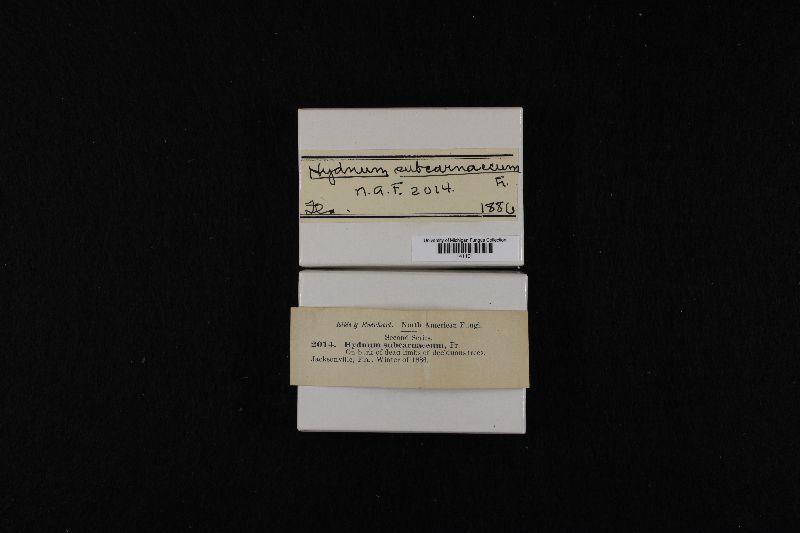 Hydnum subcarnaceum
Fr.
N.A.F. 2014.
Fla. 1886
University of Michigan Fungus Collection
Ellis & Everhart. North American Fungi.
Second Series.
2014. Hydnum subcarnaceum, Fr.
On bark of dead limbs of deciduous trees.
Jacksonville, Fla., Winter of 1886.